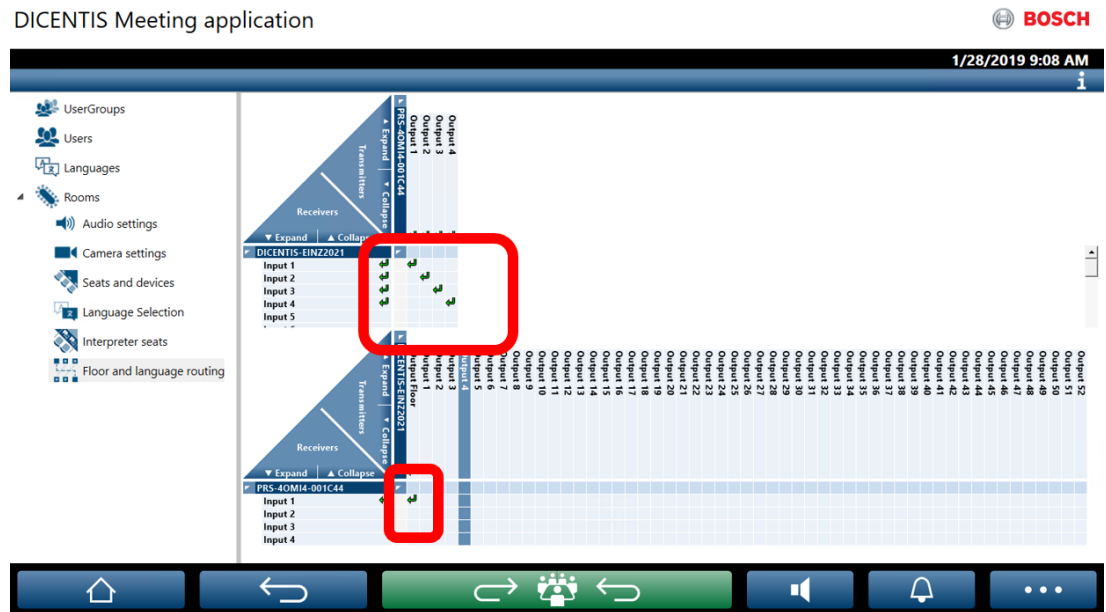 DICENTIS Meeting application
BOSCH
1/28/2019 9:08 AM
UserGroups
Users
Languages
Rooms
Audio settings
Camera settings
Seats and devices
Language Selection
Interpreter seats
Floor and language routing
Transmitters
Receivers
▲ Expand
▼ Collapse
▼ Expand
▲ Collapse
PRS-4OMI4-001C44
Output 1
Output 2
Output 3
Output 4
DICENTIS-EINZ2021
Input 1
Input 2
Input 3
Input 4
Input 5
Transmitters
Receivers
Expand
▼ Collapse
▼ Expand
▲ Collapse
Output Floor
Output 1
Output 2
Output 3
Output 4
Output 5
Output 6
Output 7
Output 8
Output 9
Output 10
Output 11
Output 12
Output 13
Output 14
Output 15
Output 16
Output 17
Output 18
Output 19
Output 20
Output 21
Output 22
Output 23
Output 24
Output 25
Output 26
Output 27
Output 28
Output 29
Output 30
Output 31
Output 32
Output 33
Output 34
Output 35
Output 36
Output 37
Output 38
Output 39
Output 40
Output 41
Output 42
Output 43
Output 44
Output 45
Output 46
Output 47
Output 48
Output 49
Output 50
Output 51
Output 52
PRS-4OMI4-001C44
Input 1
Input 2
Input 3
Input 4